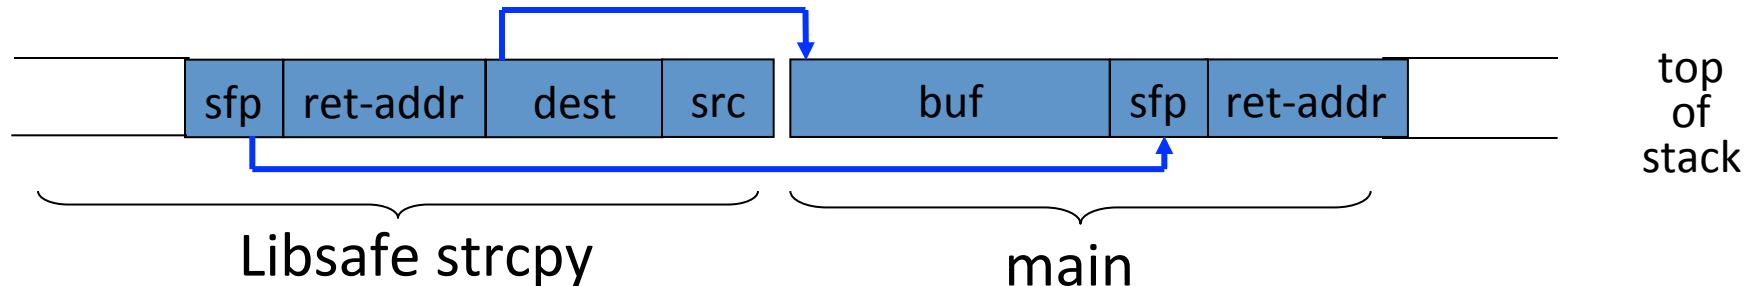 sfp ret-addr dest src buf sfp ret-addr
top
of
stack
Libsafe strcpy main